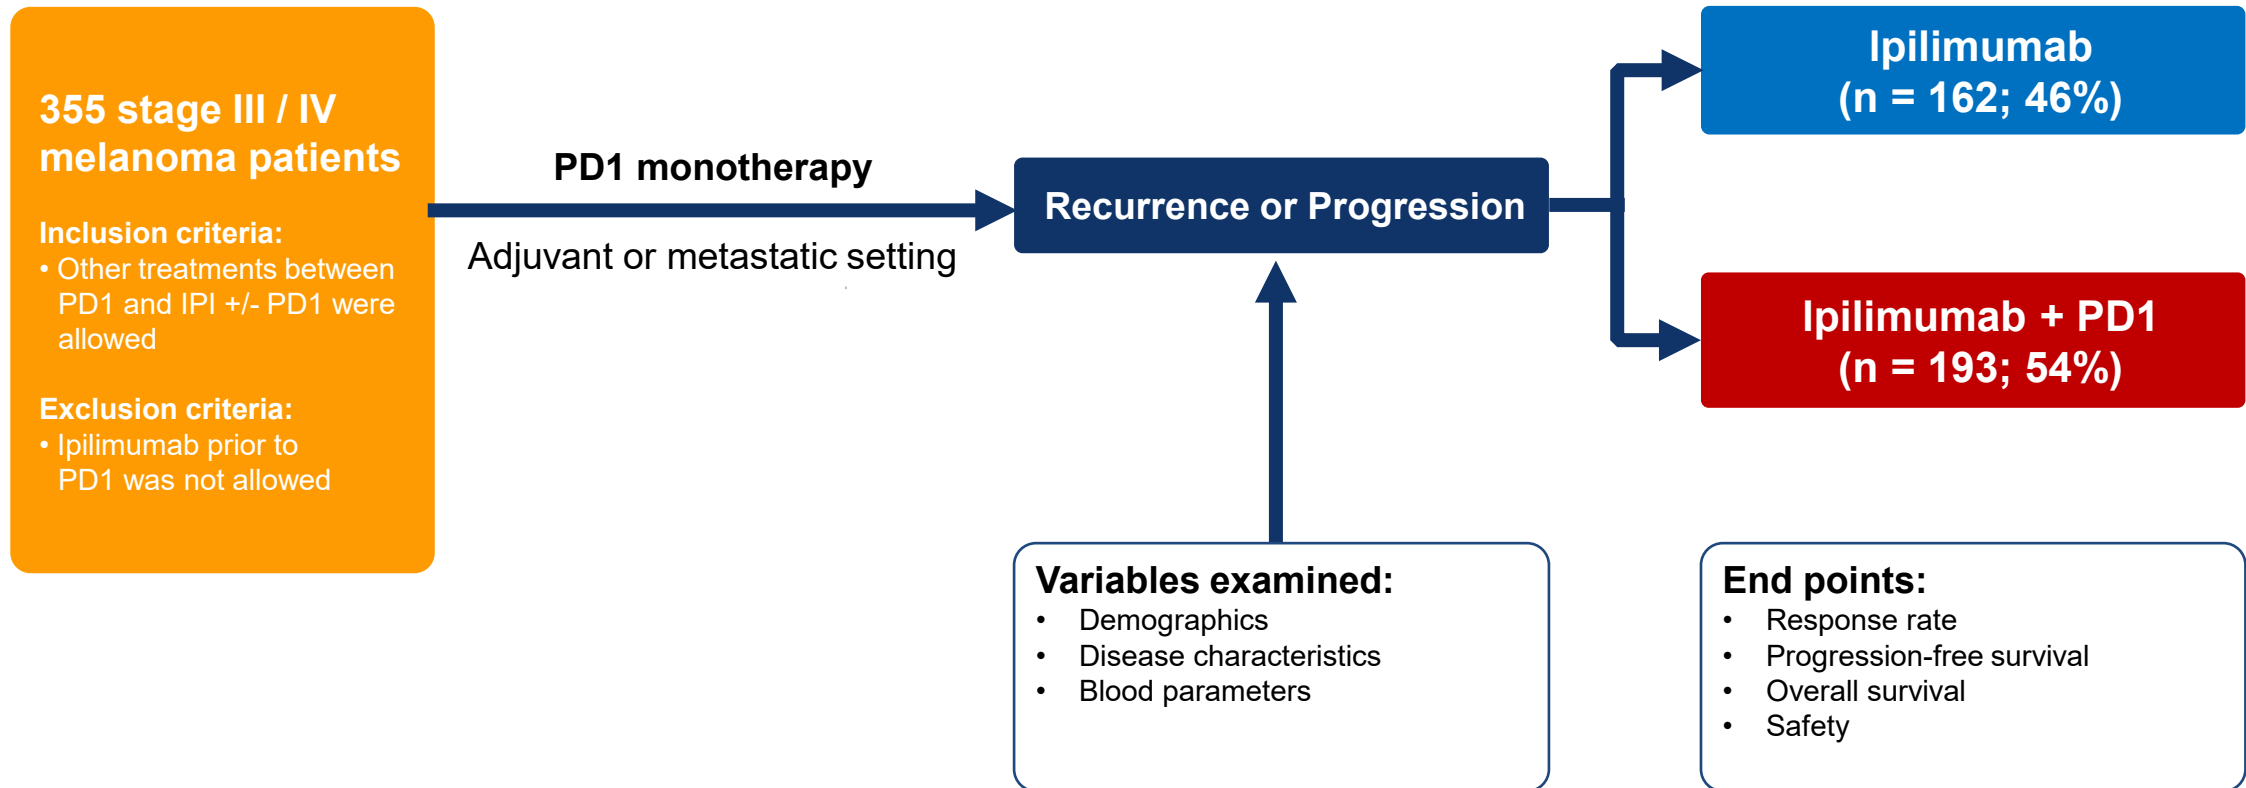 355 stage III / IV
melanoma patients
Inclusion criteria:
• Other treatments between
PD1 and IPI +/- PD1 were
allowed
Exclusion criteria:
• Ipilimumab prior to
PD1 was not allowed
PD1 monotherapy
Adjuvant or metastatic setting
Recurrence or Progression
Ipilimumab
(n = 162; 46%)
Ipilimumab + PD1
(n = 193; 54%)
Variables examined:
• Demographics
• Disease characteristics
• Blood parameters
End points:
• Response rate
• Progression-free survival
• Overall survival
• Safety